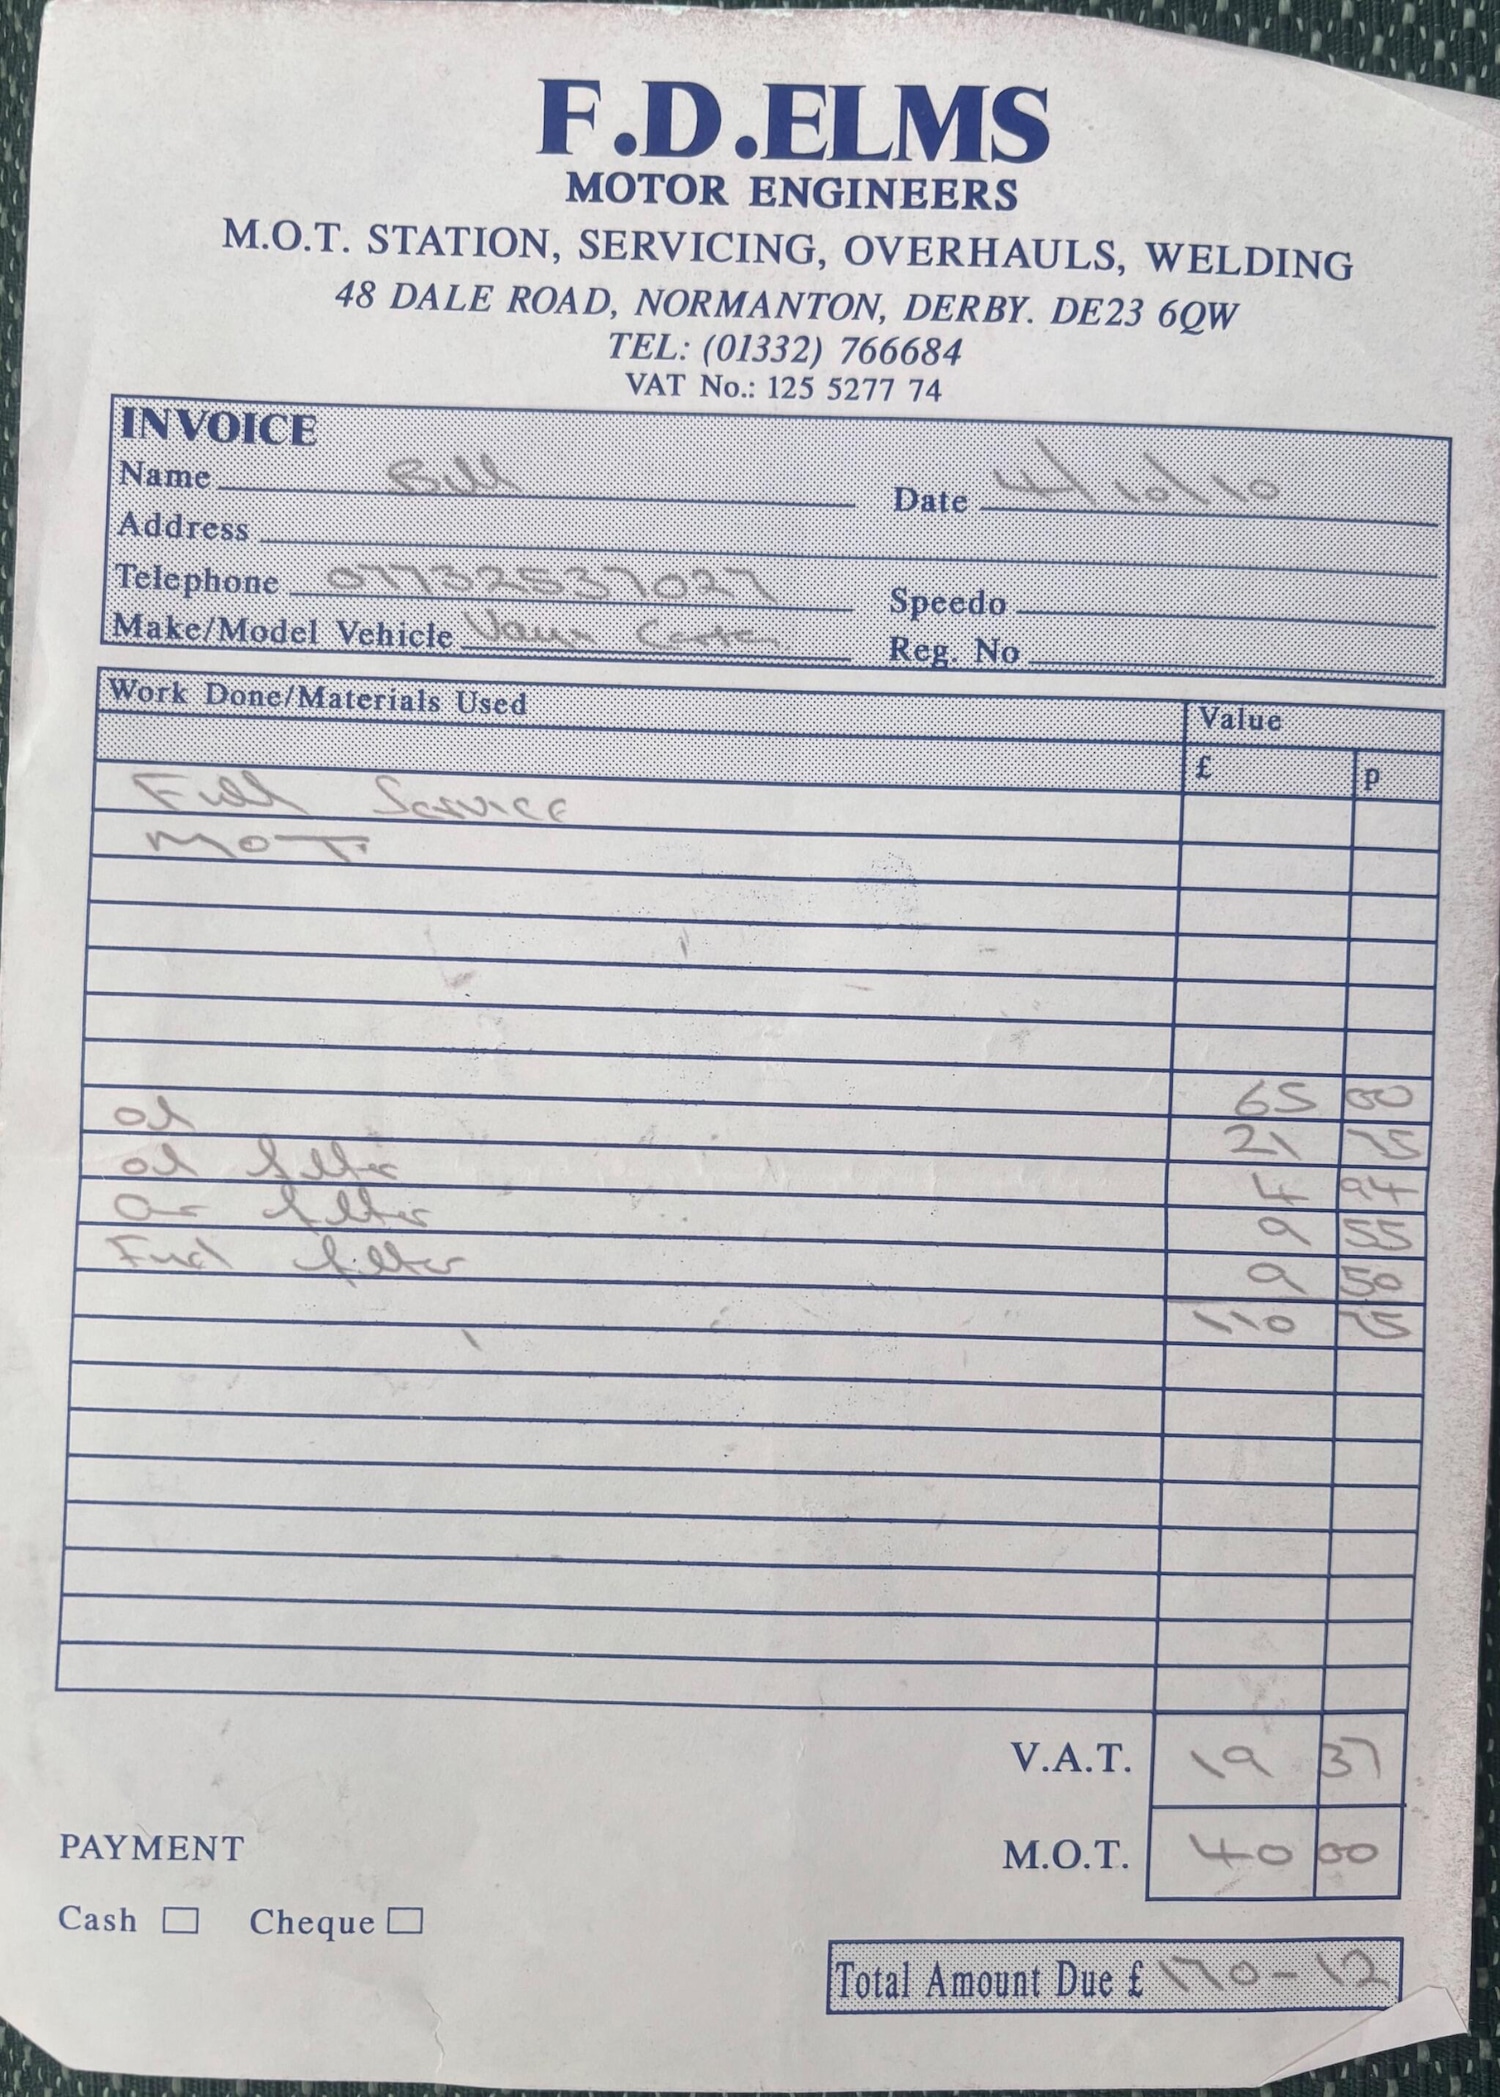 F.D.ELMS
MOTOR ENGINEERS
M.O.T. STATION, SERVICING, OVERHAULS, WELDING
48 DALE ROAD, NORMANTON, DERBY. DE23 6QW
TEL: (01332) 766684
VAT No.: 125 5277 74
INVOICE
Name Bill Date 4/10/10
Address
Telephone 07732537027 Speedo
Make/Model Vehicle Vaux Reg. No
Work Done/Materials Used Value
£ p
Full Service
MOT
65 00
oil 21 75
oil filter 4 94
Air filter 9 55
Fuel filter 9 50
110 75
V.A.T. 19 37
PAYMENT M.O.T. 40 00
Cash Cheque
Total Amount Due £ 170-12